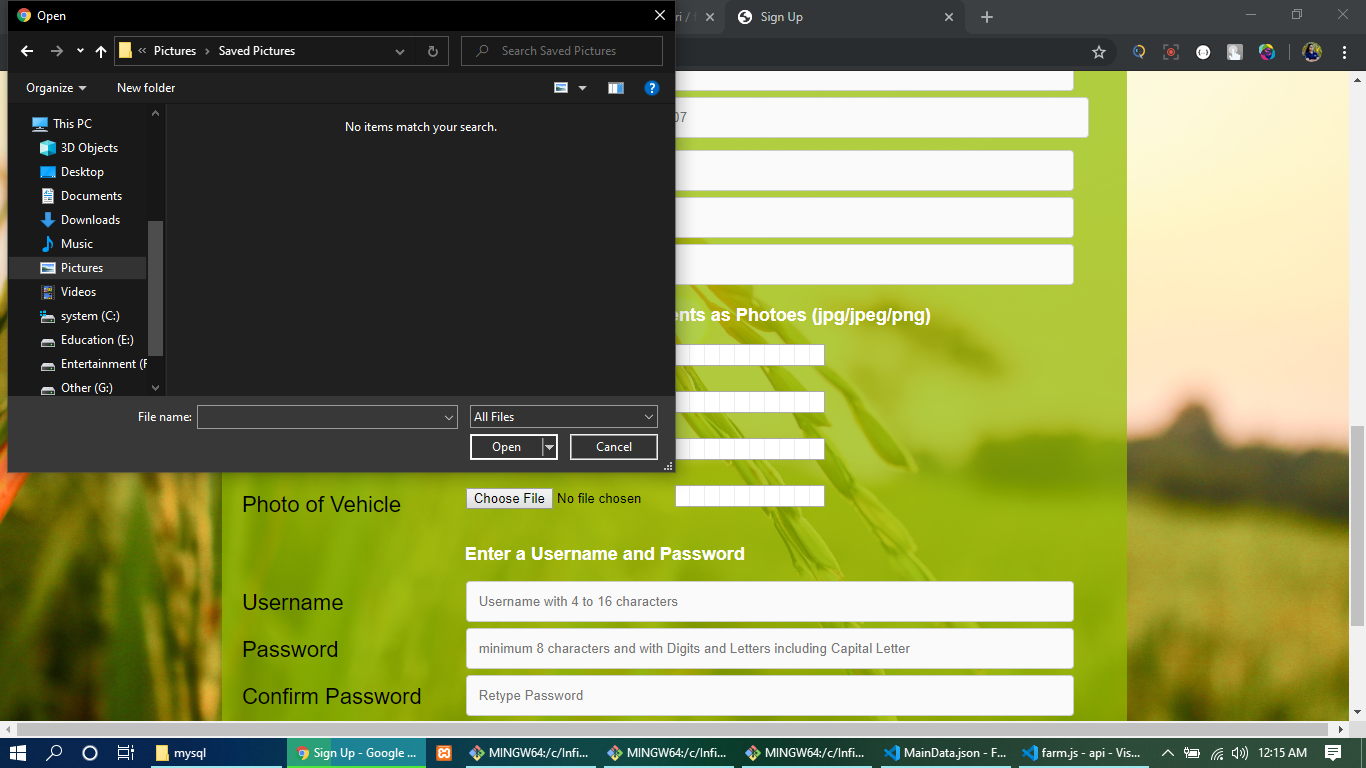 Open
ri /
Sign Up
Pictures
Saved Pictures
Search Saved Pictures
Organize
New folder
This PC
3D Objects
Desktop
Documents
Downloads
Music
Pictures
Videos
system (C:)
Education (E:)
Entertainment (F
Other (G:)
No items match your search.
File name:
All Files
Open
Cancel
07
nts as Photoes (jpg/jpeg/png)
Photo of Vehicle
Choose File No file chosen
Enter a Username and Password
Username
Username with 4 to 16 characters
Password
minimum 8 characters and with Digits and Letters including Capital Letter
Confirm Password
Retype Password
mysql
Sign Up - Google ...
MINGW64:/c/Infi...
MINGW64:/c/Infi...
MINGW64:/c/Infi...
MainData.json - F...
farm.js - api - Vis...
12:15 AM